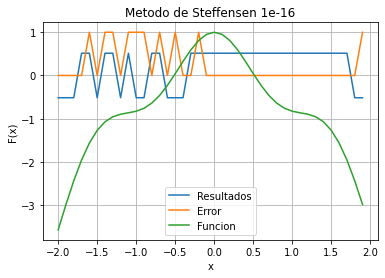 Metodo de Steffensen 1e-16
F(x)
1
0
−1
−2
−3
Resultados
Error
Funcion
−2.0 −1.5 −1.0 −0.5 0.0 0.5 1.0 1.5 2.0
x